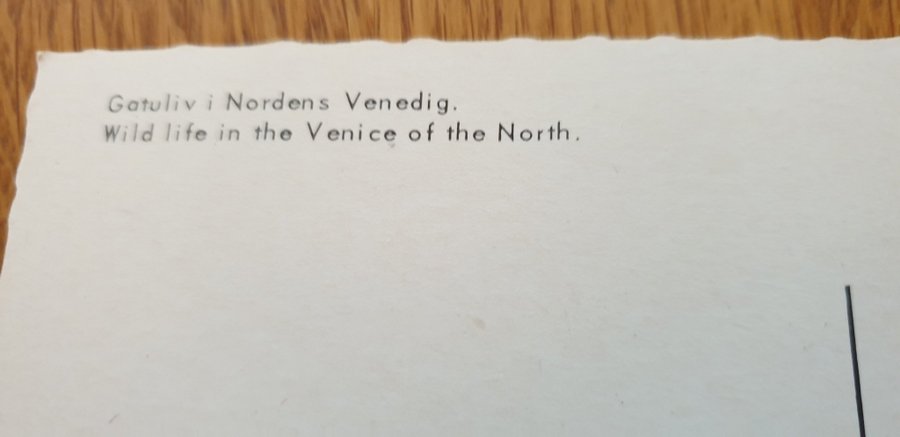 Gatuliv i Nordens Venedig.
Wild life in the Venice of the North.